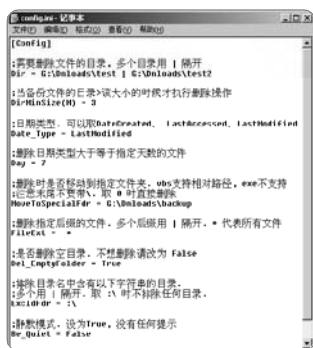 config.ini - 记事本
文件(F) 编辑(E) 格式(O) 查看(V) 帮助(H)
[Config]
;需要删除文件的目录。多个目录用 | 隔开
Dir = G:\Dnloads\test | G:\Dnloads\test2
;当备份文件的目录>该大小的时候才执行删除操作
DirMinSize(M) = 3
;日期类型. 可以取DateCreated, LastAccessed, LastModified
Date_Type = LastModified
;删除日期类型大于等于指定天数的文件
Day = 7
;删除时是否移动到指定文件夹. vbs支持相对路径, exe不支持
;注意末尾不要带\. 取 0 时直接删除
MoveToSpecialFdr = G:\Dnloads\backup
;删除指定后缀的文件. 多个后缀用 | 隔开. * 代表所有文件
FileExt = *
;是否删除空目录. 不想删除请改为 False
Del_EmptyFolder = True
;排除目录名中含有以下字符串的目录.
;多个用 | 隔开. 取 :\ 时不排除任何目录.
ExcldFdr = :\
;静默模式. 设为True, 没有任何提示
Be_Quiet = False